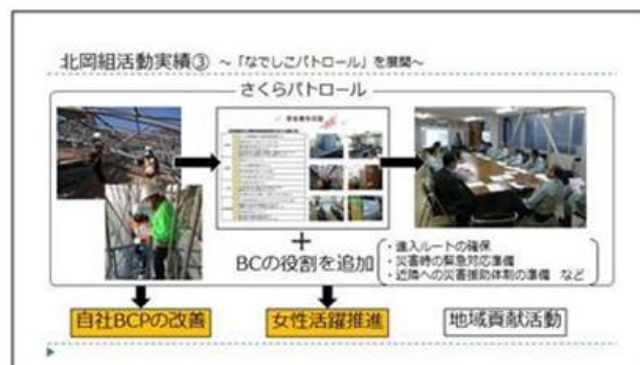 北岡組活動実績③ ～「なでしこパトロール」を展開～
さくらパトロール
＋
BCの役割を追加
・進入ルートの確保
・災害時の緊急対応準備
・近隣への災害援助体制の準備 など
自社BCPの改善
女性活躍推進
地域貢献活動